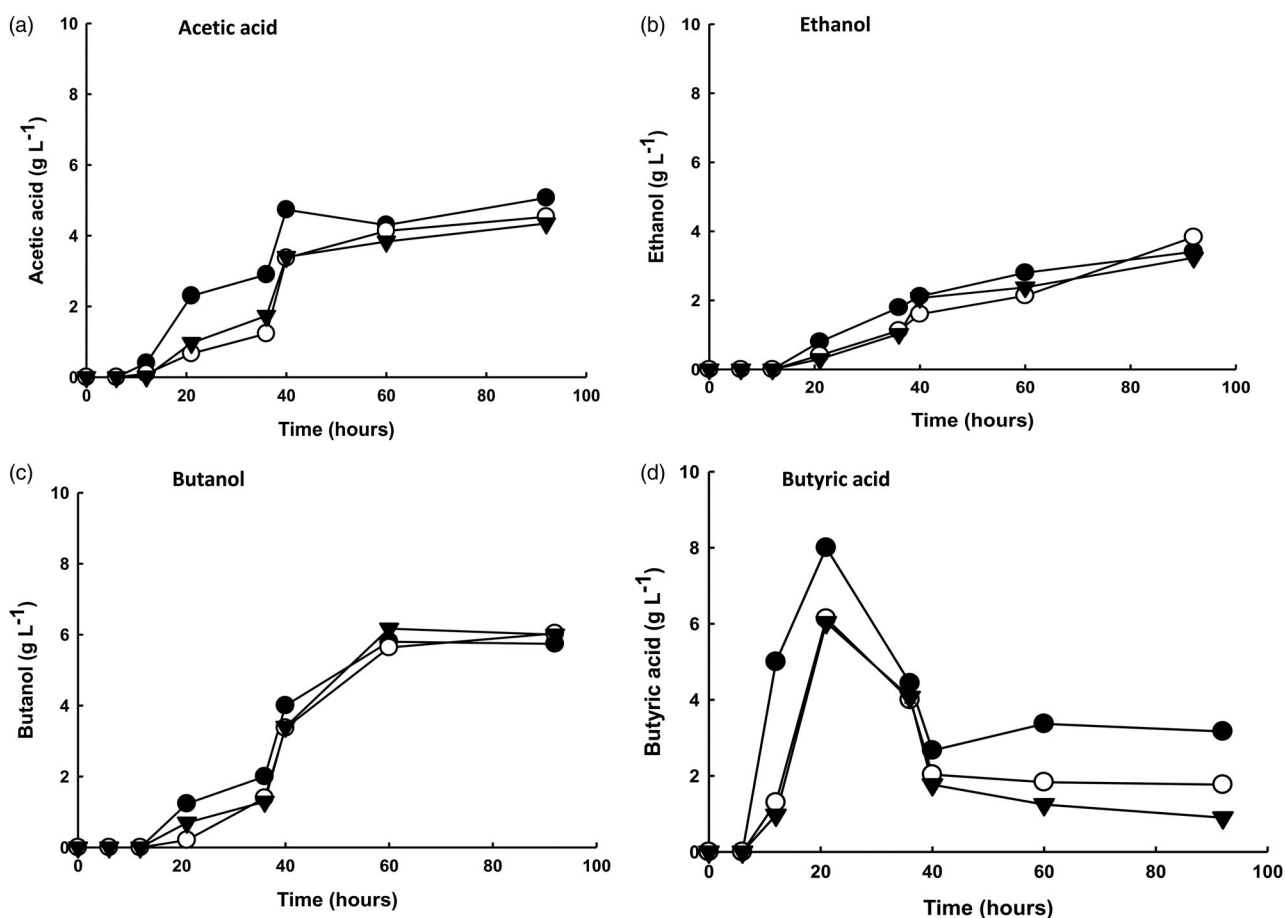 (a)
Acetic acid
10
8
6
4
2
0
0 20 40 60 80 100
Acetic acid (g L⁻¹)
Time (hours)
(b)
Ethanol
10
8
6
4
2
0
0 20 40 60 80 100
Ethanol (g L⁻¹)
Time (hours)
(c)
Butanol
10
8
6
4
2
0
0 20 40 60 80 100
Butanol (g L⁻¹)
Time (hours)
(d)
Butyric acid
10
8
6
4
2
0
0 20 40 60 80 100
Butyric acid (g L⁻¹)
Time (hours)